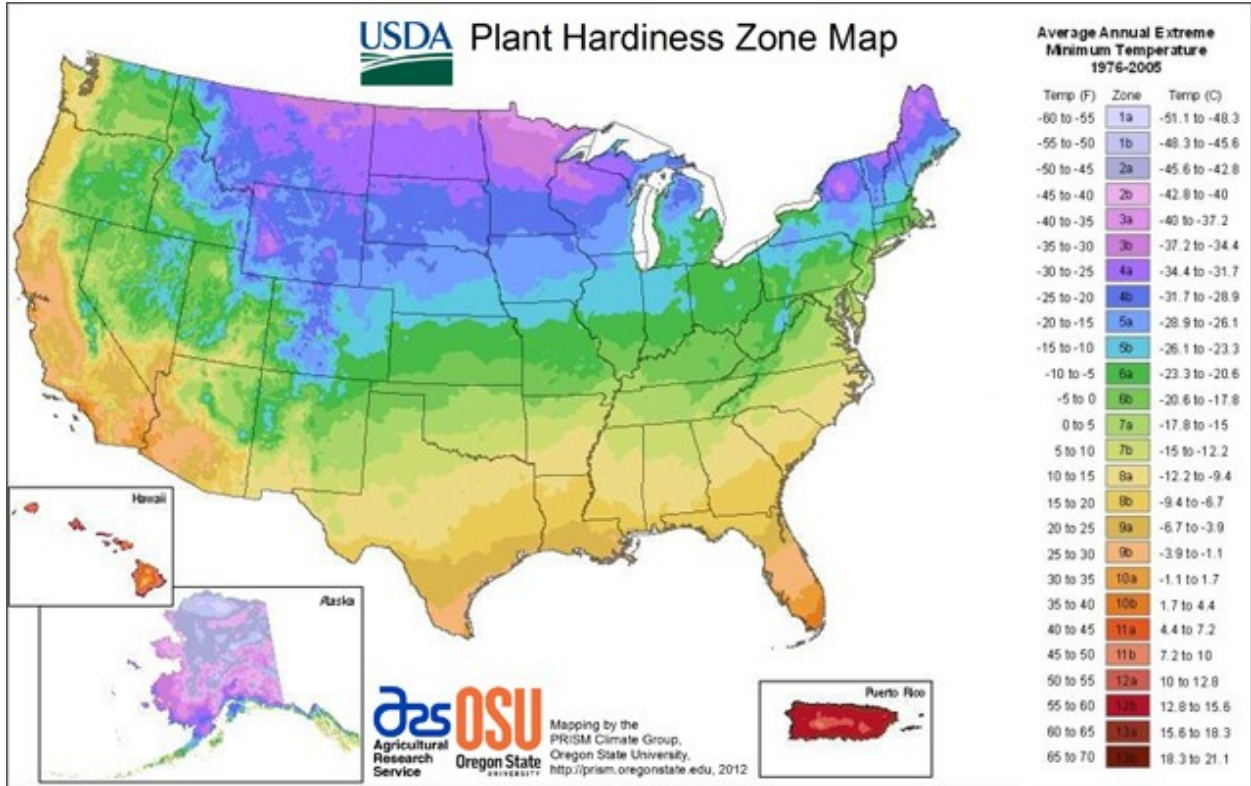 USDA
Plant Hardiness Zone Map
Average Annual Extreme
Minimum Temperature
1976-2005
Temp (F) Zone Temp (C)
-60 to -55 1a -51.1 to -48.3
-55 to -50 1b -48.3 to -45.6
-50 to -45 2a -45.6 to -42.8
-45 to -40 2b -42.8 to -40
-40 to -35 3a -40 to -37.2
-35 to -30 3b -37.2 to -34.4
-30 to -25 4a -34.4 to -31.7
-25 to -20 4b -31.7 to -28.9
-20 to -15 5a -28.9 to -26.1
-15 to -10 5b -26.1 to -23.3
-10 to -5 6a -23.3 to -20.6
-5 to 0 6b -20.6 to -17.8
0 to 5 7a -17.8 to -15
5 to 10 7b -15 to -12.2
10 to 15 8a -12.2 to -9.4
15 to 20 8b -9.4 to -6.7
20 to 25 9a -6.7 to -3.9
25 to 30 9b -3.9 to -1.1
30 to 35 10a -1.1 to 1.7
35 to 40 10b 1.7 to 4.4
40 to 45 11a 4.4 to 7.2
45 to 50 11b 7.2 to 10
50 to 55 12a 10 to 12.8
55 to 60 12b 12.8 to 15.6
60 to 65 13a 15.6 to 18.3
65 to 70 13b 18.3 to 21.1
Hawaii
Alaska
Puerto Rico
ars
Agricultural
Research
Service
OSU
Oregon State
UNIVERSITY
Mapping by the
PRISM Climate Group,
Oregon State University,
http://prism.oregonstate.edu, 2012